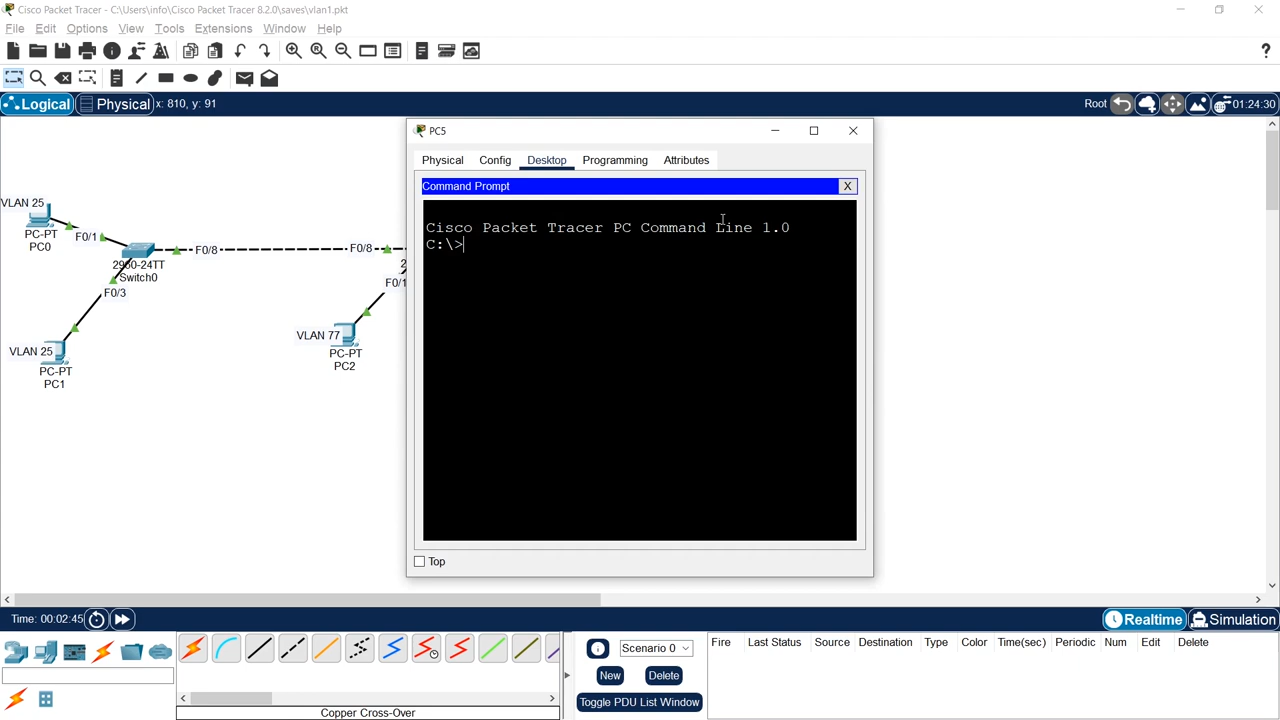 Cisco Packet Tracer - C:\Users\info\Cisco Packet Tracer 8.2.0\saves\vlan1.pkt
File Edit Options View Tools Extensions Window Help
Logical Physical x: 810, y: 91 Root 01:24:30
PC5
Physical Config Desktop Programming Attributes
Command Prompt X
Cisco Packet Tracer PC Command Line 1.0
C:\>
Top
VLAN 25
PC-PT
PC0
F0/1
F0/8
F0/8
2960-24TT
Switch0
F0/3
F0/1
VLAN 25
PC-PT
PC1
VLAN 77
PC-PT
PC2
Time: 00:02:45 Realtime Simulation
Scenario 0
New Delete
Toggle PDU List Window
Fire Last Status Source Destination Type Color Time(sec) Periodic Num Edit Delete
Copper Cross-Over